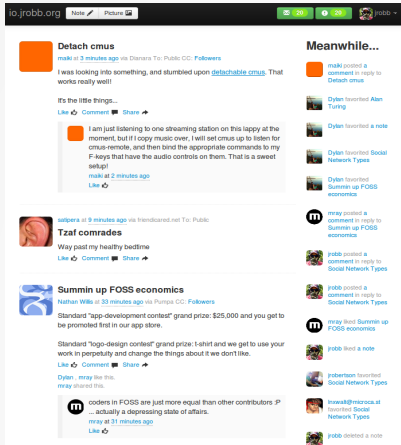 io.jrobb.org Note Picture 20 20 jrobb
Detach cmus
maiki at 3 minutes ago via Dianara To: Public CC: Followers
I was looking into something, and stumbled upon detachable cmus. That
works really well!
It's the little things...
Like Comment Share
I am just listening to one streaming station on this lappy at the
moment, but if I copy music over, I will set cmus up to listen for
cmus-remote, and then bind the appropriate commands to my
F-keys that have the audio controls on them. That is a sweet
setup!
maiki at 2 minutes ago
Like
satipera at 9 minutes ago via friendicared.net To: Public
Tzaf comrades
Way past my healthy bedtime
Like Comment Share
Summin up FOSS economics
Nathan Willis at 33 minutes ago via Pumpa CC: Followers
Standard "app-development contest" grand prize: $25,000 and you get to
be promoted first in our app store.
Standard "logo-design contest" grand prize: t-shirt and we get to use your
work in perpetuity and change the things about it we don't like.
Like Comment Share
Dylan , mray like this.
mray shared this.
coders in FOSS are just more equal than other contributors :P
... actually a depressing state of affairs.
mray at 31 minutes ago
Like
Meanwhile...
maiki posted a
comment in reply to
Detach cmus
Dylan favorited Alan
Turing
Dylan favorited a note
Dylan favorited Social
Network Types
Dylan favorited
Summin up FOSS
economics
mray posted a
comment in reply to
Summin up FOSS
economics
jrobb posted a
comment in reply to
Social Network Types
jrobb posted a
comment in reply to
Social Network Types
mray liked Summin up
FOSS economics
jrobb liked a note
jrobertson favorited
Social Network Types
lnxwalt@microca.st
favorited Social
Network Types
jrobb deleted a note